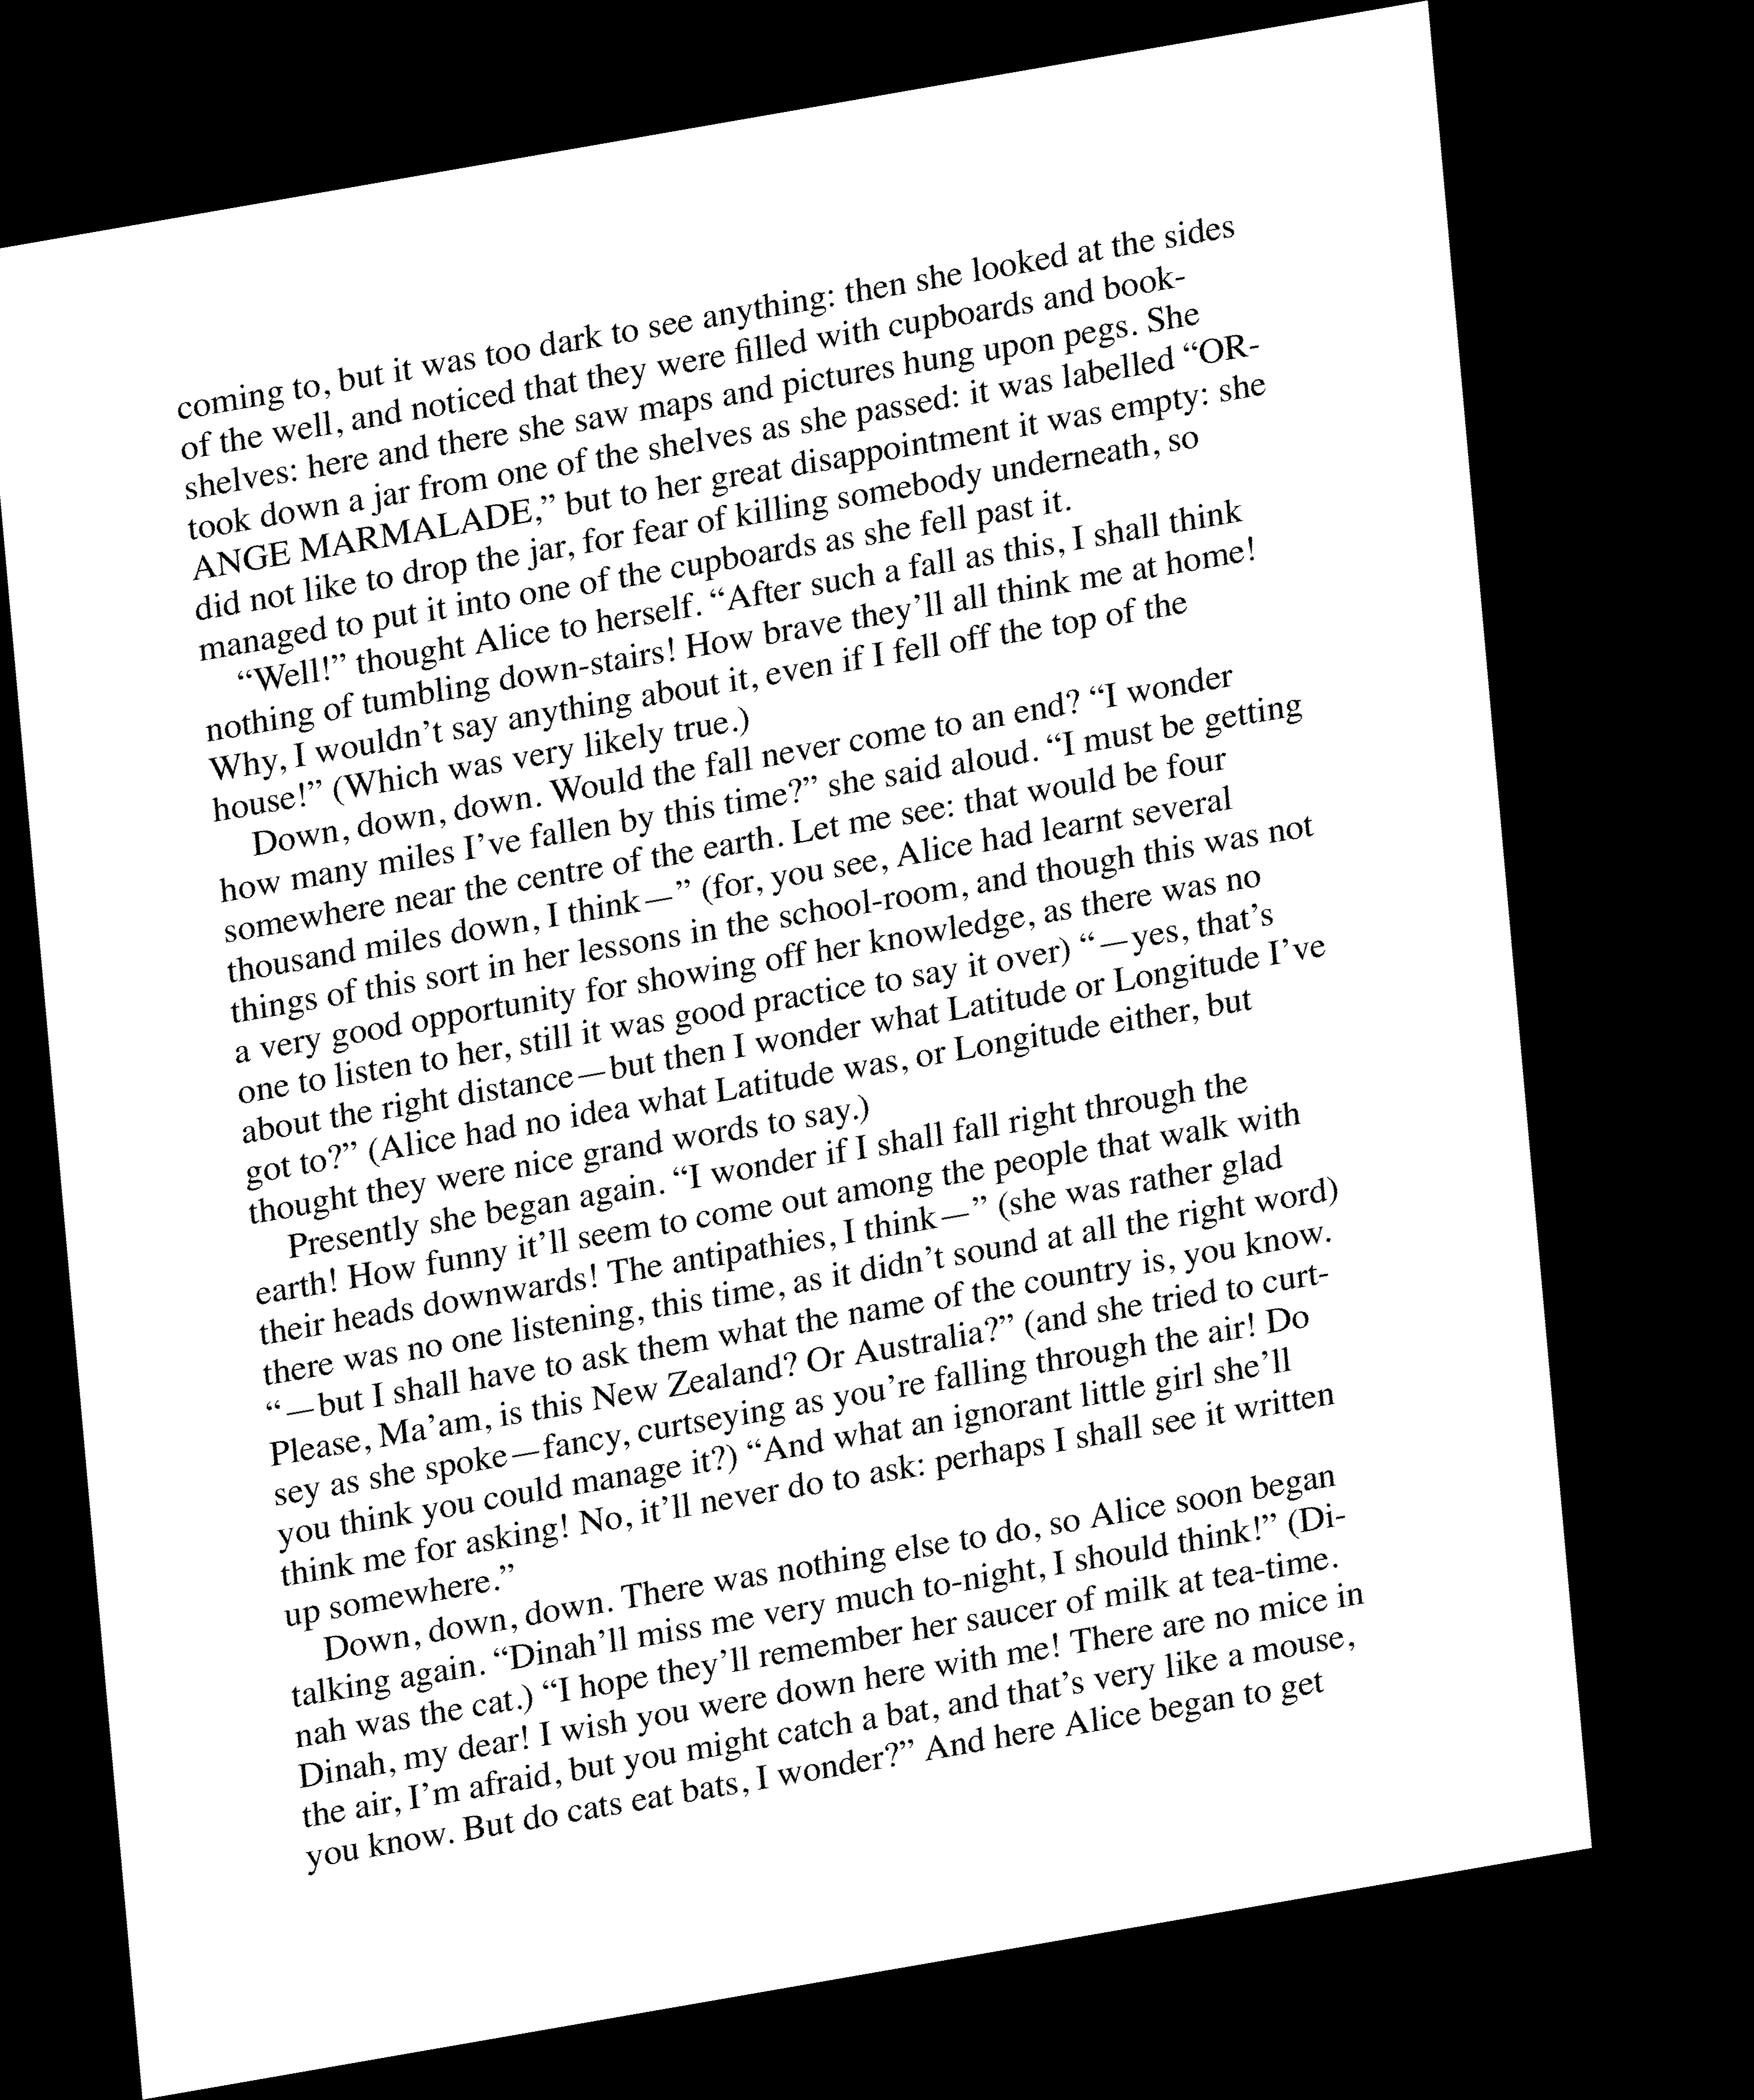 coming to, but it was too dark to see anything: then she looked at the sides
of the well, and noticed that they were filled with cupboards and book-
shelves: here and there she saw maps and pictures hung upon pegs. She
took down a jar from one of the shelves as she passed: it was labelled “OR-
ANGE MARMALADE,” but to her great disappointment it was empty: she
did not like to drop the jar, for fear of killing somebody underneath, so
managed to put it into one of the cupboards as she fell past it.
“Well!” thought Alice to herself. “After such a fall as this, I shall think
nothing of tumbling down-stairs! How brave they’ll all think me at home!
Why, I wouldn’t say anything about it, even if I fell off the top of the
house!” (Which was very likely true.)
Down, down, down. Would the fall never come to an end? “I wonder
how many miles I’ve fallen by this time?” she said aloud. “I must be getting
somewhere near the centre of the earth. Let me see: that would be four
thousand miles down, I think—” (for, you see, Alice had learnt several
things of this sort in her lessons in the school-room, and though this was not
a very good opportunity for showing off her knowledge, as there was no
one to listen to her, still it was good practice to say it over) “—yes, that’s
about the right distance—but then I wonder what Latitude or Longitude I’ve
got to?” (Alice had no idea what Latitude was, or Longitude either, but
thought they were nice grand words to say.)
Presently she began again. “I wonder if I shall fall right through the
earth! How funny it’ll seem to come out among the people that walk with
their heads downwards! The antipathies, I think—” (she was rather glad
there was no one listening, this time, as it didn’t sound at all the right word)
“—but I shall have to ask them what the name of the country is, you know.
Please, Ma’am, is this New Zealand? Or Australia?” (and she tried to curt-
sey as she spoke—fancy, curtseying as you’re falling through the air! Do
you think you could manage it?) “And what an ignorant little girl she’ll
think me for asking! No, it’ll never do to ask: perhaps I shall see it written
up somewhere.”
Down, down, down. There was nothing else to do, so Alice soon began
talking again. “Dinah’ll miss me very much to-night, I should think!” (Di-
nah was the cat.) “I hope they’ll remember her saucer of milk at tea-time.
Dinah, my dear! I wish you were down here with me! There are no mice in
the air, I’m afraid, but you might catch a bat, and that’s very like a mouse,
you know. But do cats eat bats, I wonder?” And here Alice began to get